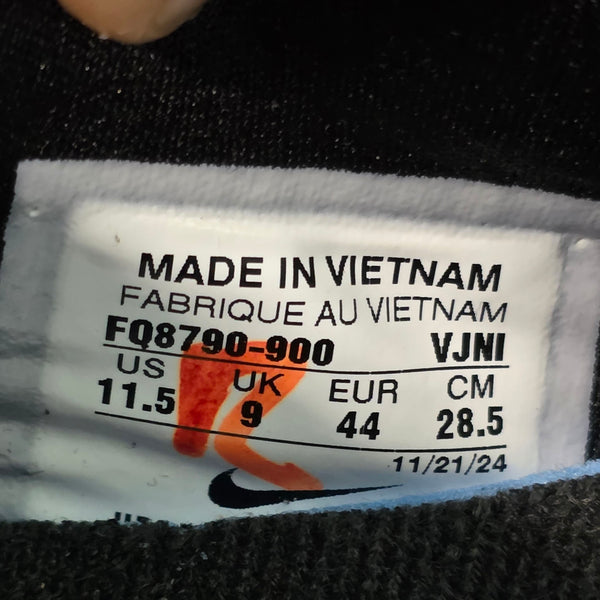 MADE IN VIETNAM
FABRIQUE AU VIETNAM
FQ8790-900 VJNI
US UK EUR CM
11.5 9 44 28.5
11/21/24